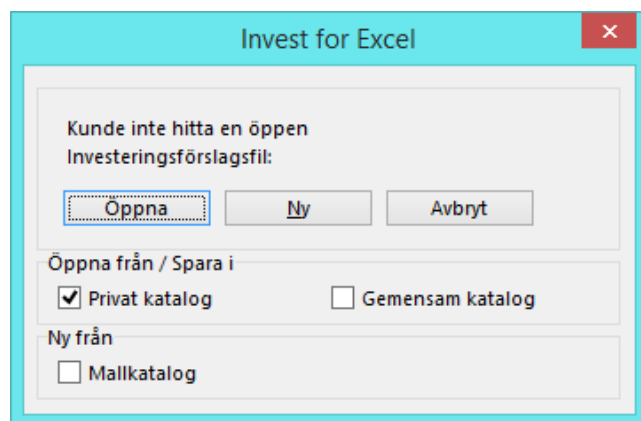 Invest for Excel
Kunde inte hitta en öppen
Investeringsförslagsfil:
Öppna Ny Avbryt
Öppna från / Spara i
Privat katalog Gemensam katalog
Ny från
Mallkatalog